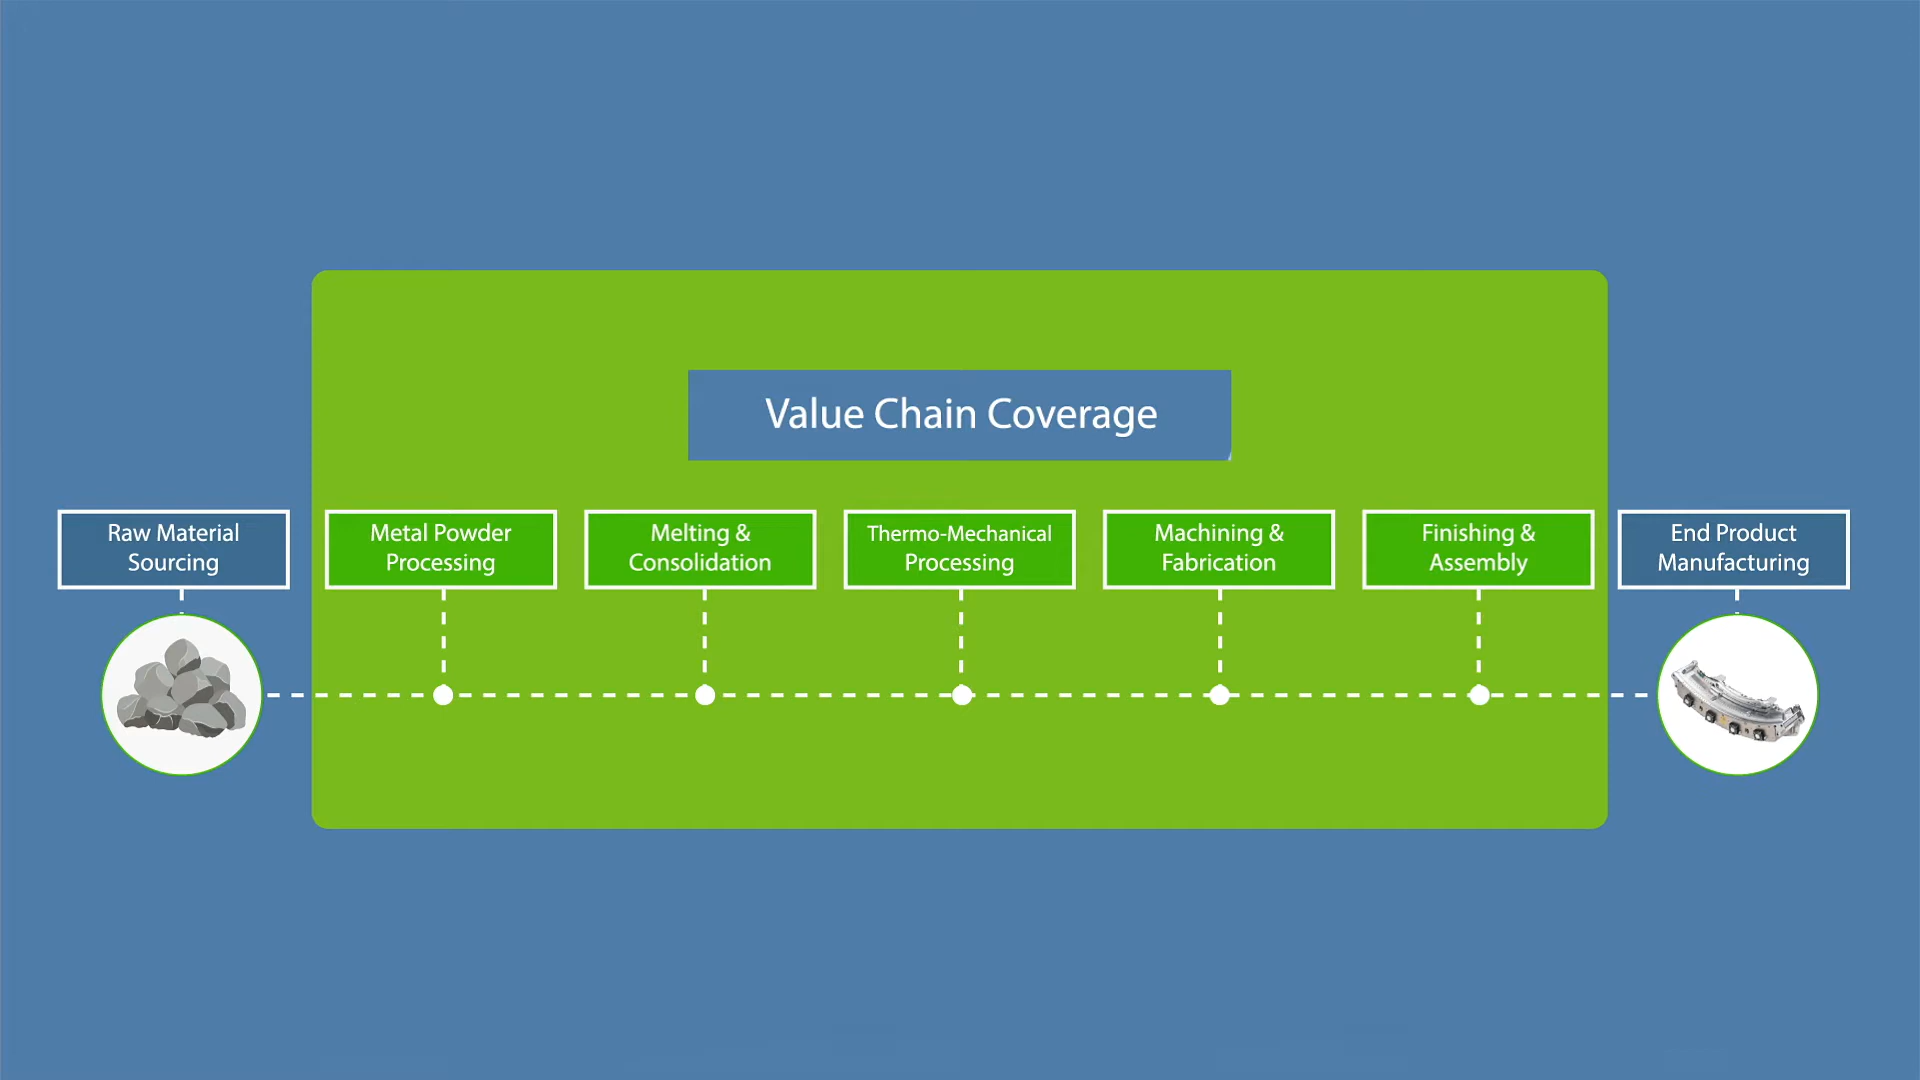 Value Chain Coverage
Raw Material
Sourcing
Metal Powder
Processing
Melting &
Consolidation
Thermo-Mechanical
Processing
Machining &
Fabrication
Finishing &
Assembly
End Product
Manufacturing